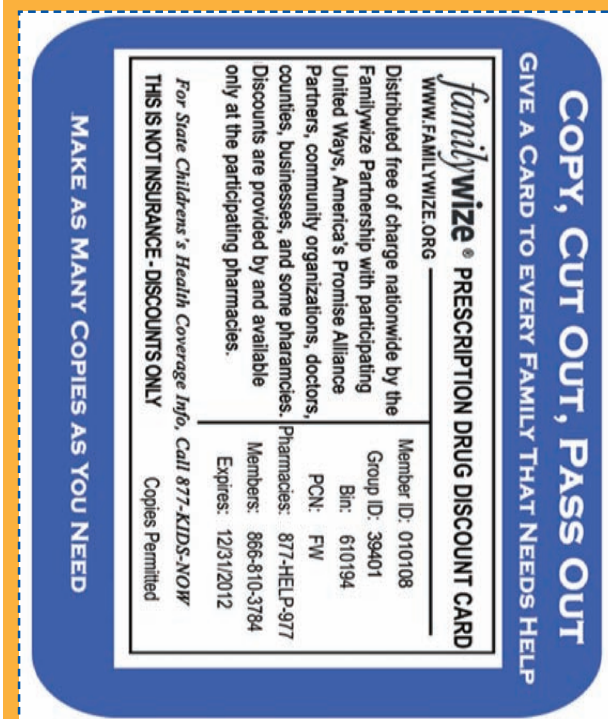 COPY, CUT OUT, PASS OUT
GIVE A CARD TO EVERY FAMILY THAT NEEDS HELP
familywize® PRESCRIPTION DRUG DISCOUNT CARD
WWW.FAMILYWIZE.ORG
Distributed free of charge nationwide by the
Familywize Partnership with participating
United Ways, America's Promise Alliance
Partners, community organizations, doctors,
counties, businesses, and some pharamcies.
Discounts are provided by and available
only at the participating pharmacies.
Member ID: 010108
Group ID: 39401
Bin: 610194
PCN: FW
Pharmacies: 877-HELP-977
Members: 866-810-3784
Expires: 12/31/2012
For State Childrens's Health Coverage Info, Call 877-KIDS-NOW
THIS IS NOT INSURANCE - DISCOUNTS ONLY Copies Permitted
MAKE AS MANY COPIES AS YOU NEED